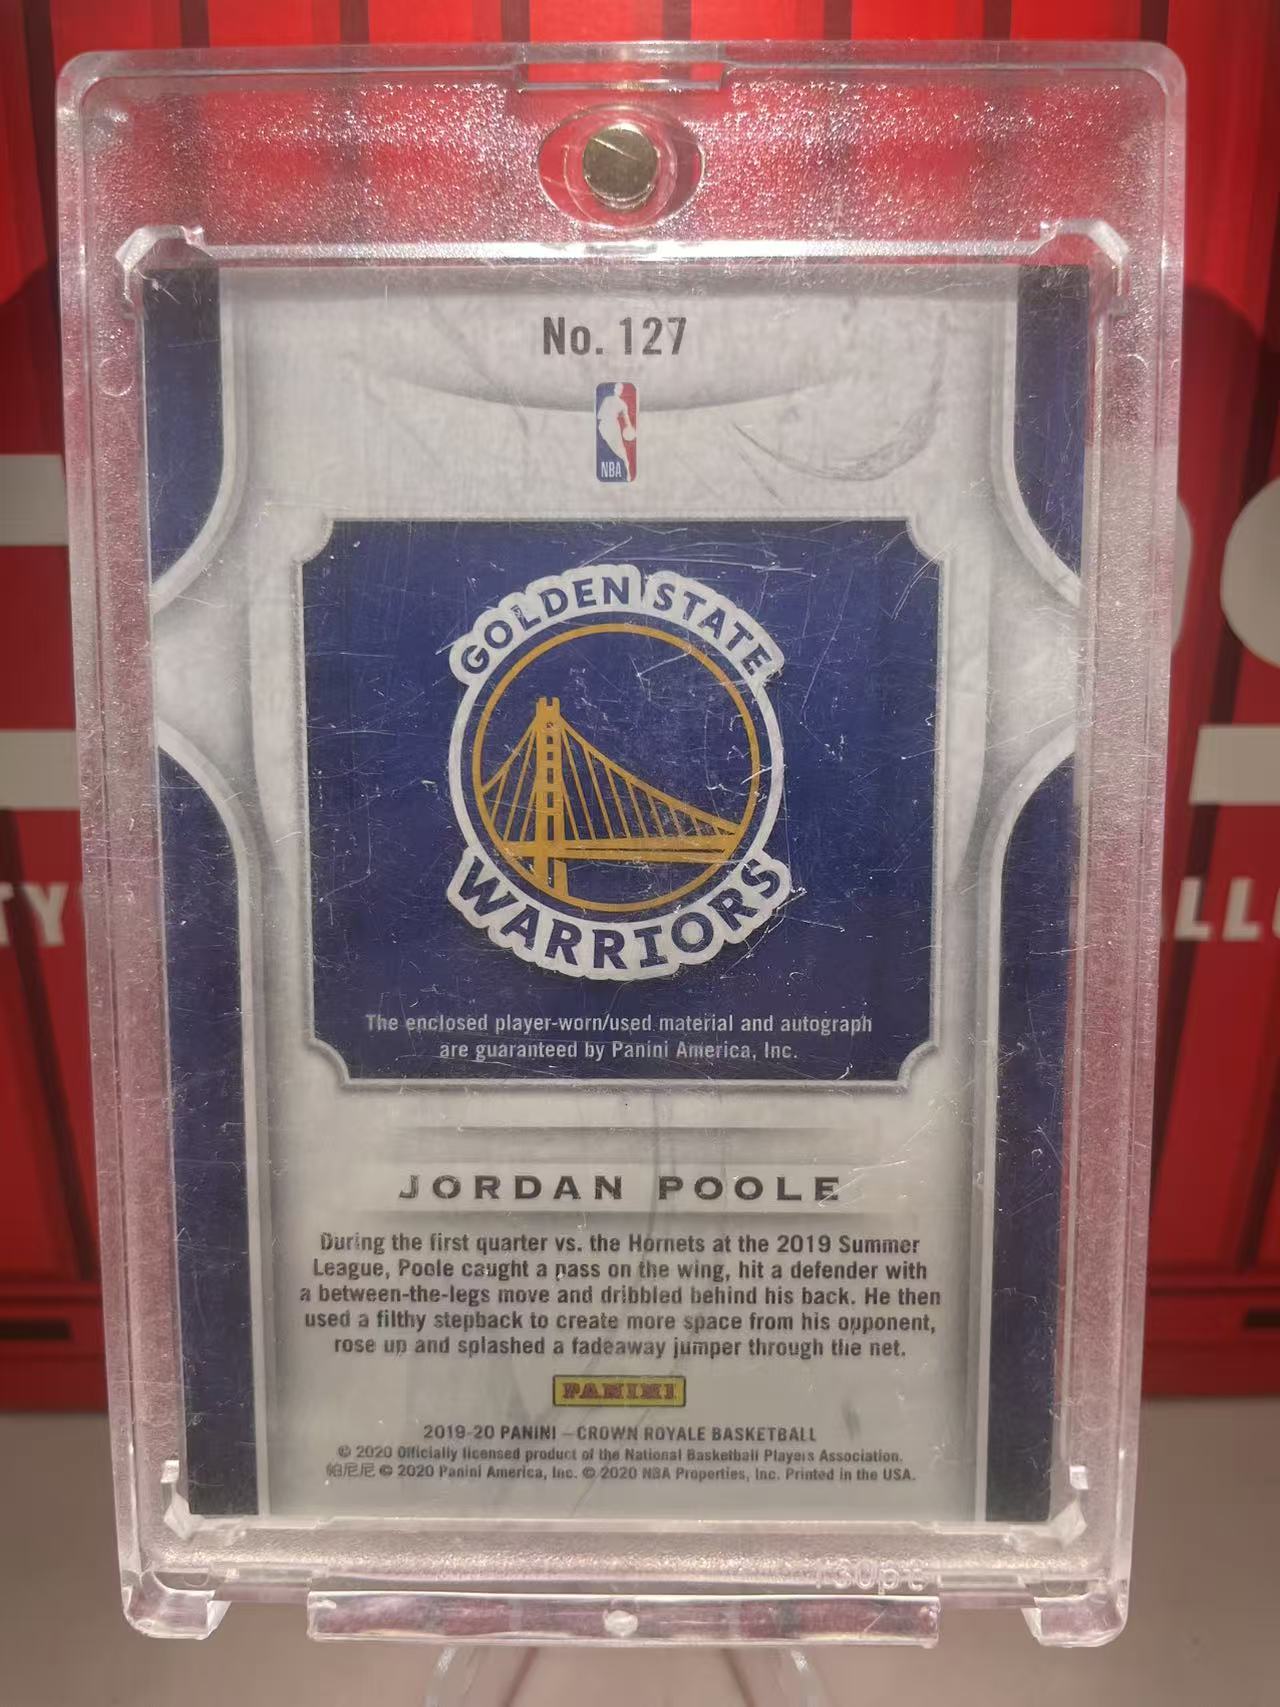 No. 127
NBA
GOLDEN STATE
WARRIORS
The enclosed player-worn/used material and autograph
are guaranteed by Panini America, Inc.
JORDAN POOLE
During the first quarter vs. the Hornets at the 2019 Summer
League, Poole caught a pass on the wing, hit a defender with
a between-the-legs move and dribbled behind his back. He then
used a filthy stepback to create more space from his opponent,
rose up and splashed a fadeaway jumper through the net.
PANINI
2019-20 PANINI – CROWN ROYALE BASKETBALL
© 2020 Officially licensed product of the National Basketball Players Association.
帕尼尼 © 2020 Panini America, Inc. © 2020 NBA Properties, Inc. Printed in the USA.